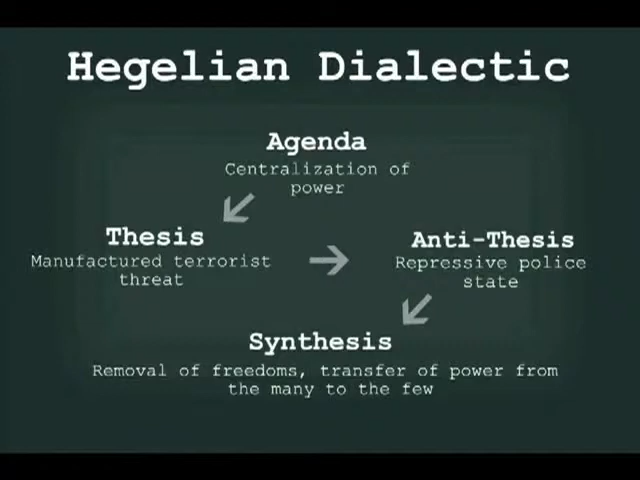 Hegelian Dialectic
Agenda
Centralization of
power
Thesis
Manufactured terrorist
threat
Anti-Thesis
Repressive police
state
Synthesis
Removal of freedoms, transfer of power from
the many to the few